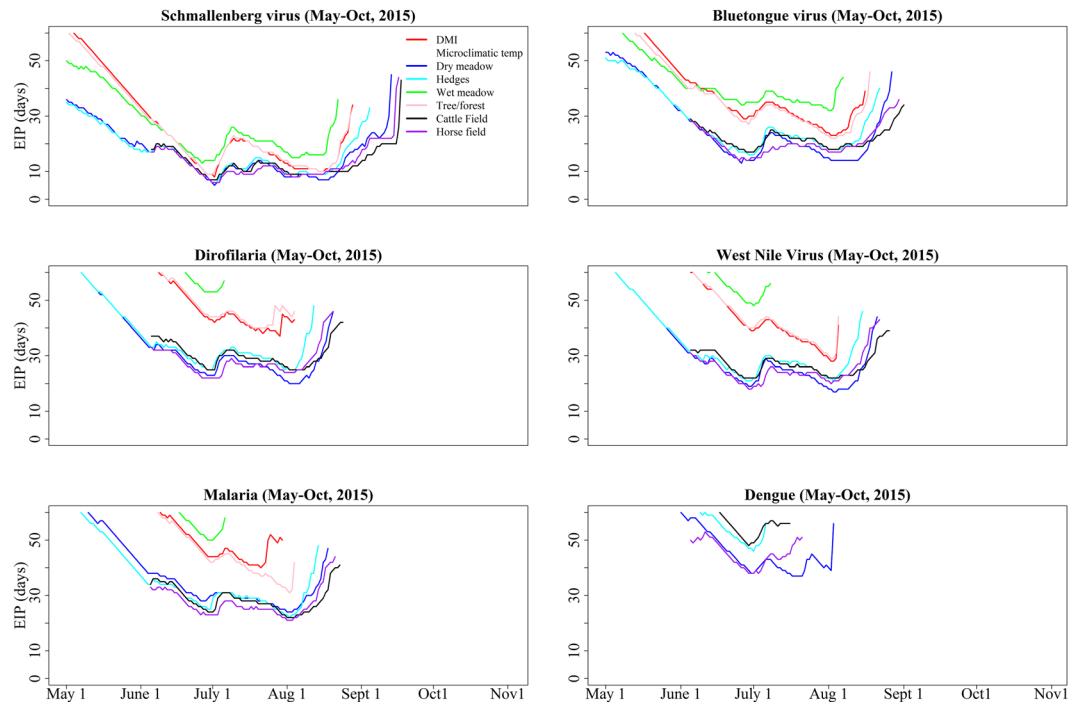 Schmallenberg virus (May-Oct, 2015)
EIP (days)
50
30
10
0
DMI
Microclimatic temp
Dry meadow
Hedges
Wet meadow
Tree/forest
Cattle Field
Horse field
Bluetongue virus (May-Oct, 2015)
50
30
10
0
Dirofilaria (May-Oct, 2015)
EIP (days)
50
30
10
0
West Nile Virus (May-Oct, 2015)
50
30
10
0
Malaria (May-Oct, 2015)
EIP (days)
50
30
10
0
May 1 June 1 July 1 Aug 1 Sept 1 Oct1 Nov1
Dengue (May-Oct, 2015)
50
30
10
0
May 1 June 1 July 1 Aug 1 Sept 1 Oct1 Nov1